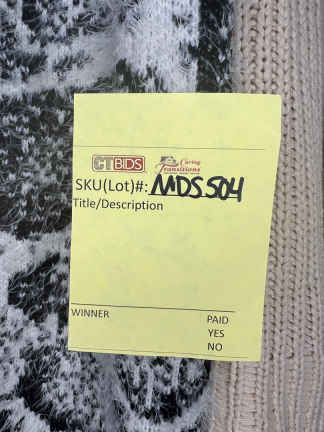 CTBIDS Caring Transitions
SKU(Lot)#: MDS504
Title/Description
WINNER PAID
YES
NO